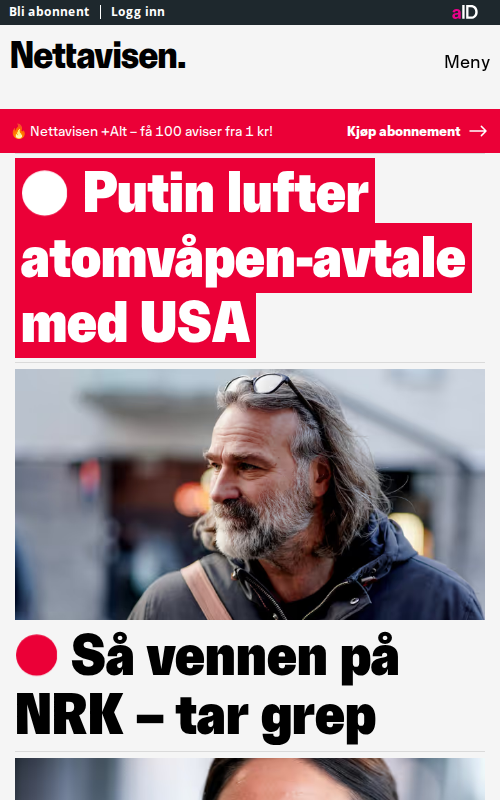 Bli abonnent | Logg inn aID
Nettavisen.
Meny
🔥 Nettavisen +Alt – få 100 aviser fra 1 kr! Kjøp abonnement →
Putin lufter
atomvåpen-avtale
med USA
Så vennen på
NRK – tar grep